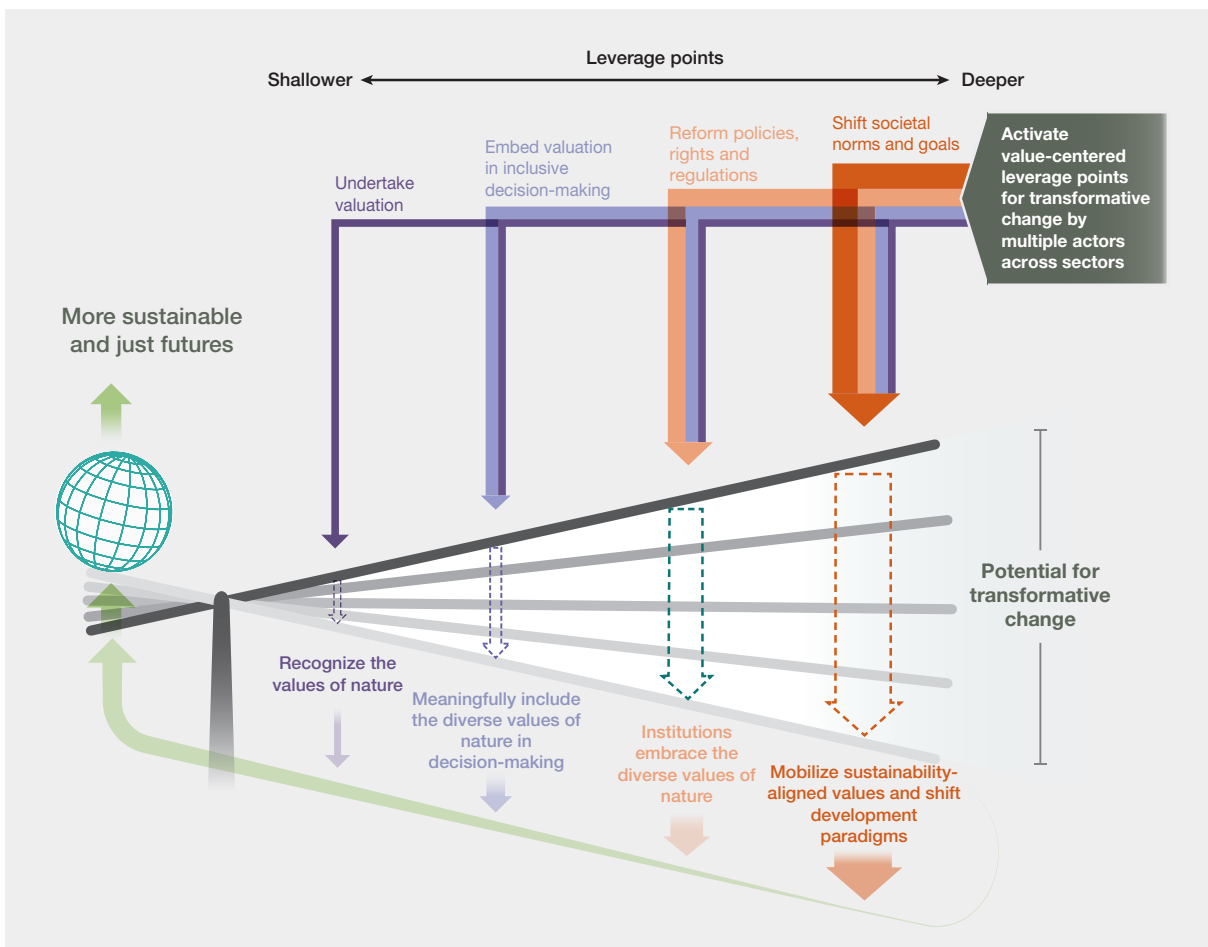 Leverage points
Shallower
Deeper
Shift societal
norms and goals
Reform policies,
rights and
regulations
Embed valuation
in inclusive
decision-making
Undertake
valuation
Activate
value-centered
leverage points
for transformative
change by
multiple actors
across sectors
More sustainable
and just futures
Potential for
transformative
change
Recognize the
values of nature
Meaningfully include
the diverse values of
nature in
decision-making
Institutions
embrace the
diverse values of
nature
Mobilize sustainability-
aligned values and shift
development
paradigms